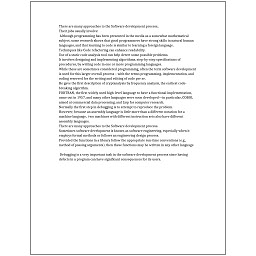 There are many approaches to the Software development process.
Their jobs usually involve:
Although programming has been presented in the media as a somewhat mathematical
subject, some research shows that good programmers have strong skills in natural human
languages, and that learning to code is similar to learning a foreign language.
Techniques like Code refactoring can enhance readability.
Use of a static code analysis tool can help detect some possible problems.
It involves designing and implementing algorithms, step-by-step specifications of
procedures, by writing code in one or more programming languages.
While these are sometimes considered programming, often the term software development
is used for this larger overall process – with the terms programming, implementation, and
coding reserved for the writing and editing of code per se.
He gave the first description of cryptanalysis by frequency analysis, the earliest code-
breaking algorithm.
FORTRAN, the first widely used high-level language to have a functional implementation,
came out in 1957, and many other languages were soon developed—in particular, COBOL
aimed at commercial data processing, and Lisp for computer research.
Normally the first step in debugging is to attempt to reproduce the problem.
However, because an assembly language is little more than a different notation for a
machine language, two machines with different instruction sets also have different
assembly languages.
There are many approaches to the Software development process.
Sometimes software development is known as software engineering, especially when it
employs formal methods or follows an engineering design process.
Provided the functions in a library follow the appropriate run-time conventions (e.g.,
method of passing arguments), then these functions may be written in any other language.
Debugging is a very important task in the software development process since having
defects in a program can have significant consequences for its users.